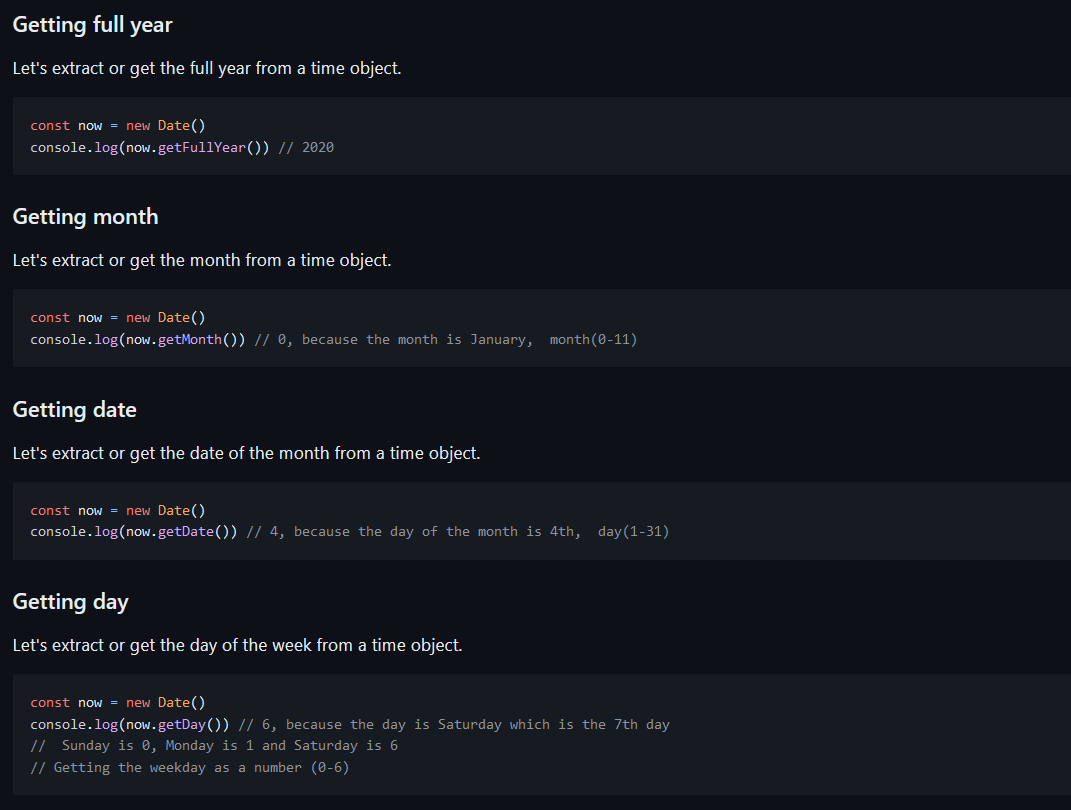 Getting full year
Let's extract or get the full year from a time object.
const now = new Date()
console.log(now.getFullYear()) // 2020
Getting month
Let's extract or get the month from a time object.
const now = new Date()
console.log(now.getMonth()) // 0, because the month is January,  month(0-11)
Getting date
Let's extract or get the date of the month from a time object.
const now = new Date()
console.log(now.getDate()) // 4, because the day of the month is 4th,  day(1-31)
Getting day
Let's extract or get the day of the week from a time object.
const now = new Date()
console.log(now.getDay()) // 6, because the day is Saturday which is the 7th day
//  Sunday is 0, Monday is 1 and Saturday is 6
// Getting the weekday as a number (0-6)